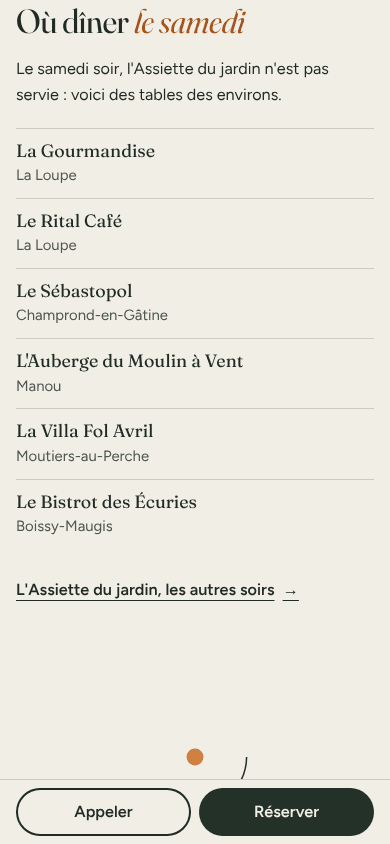 Où dîner le samedi
Le samedi soir, l'Assiette du jardin n'est pas
servie : voici des tables des environs.
La Gourmandise
La Loupe
Le Rital Café
La Loupe
Le Sébastopol
Champrond-en-Gâtine
L'Auberge du Moulin à Vent
Manou
La Villa Fol Avril
Moutiers-au-Perche
Le Bistrot des Écuries
Boissy-Maugis
L'Assiette du jardin, les autres soirs →
Appeler
Réserver